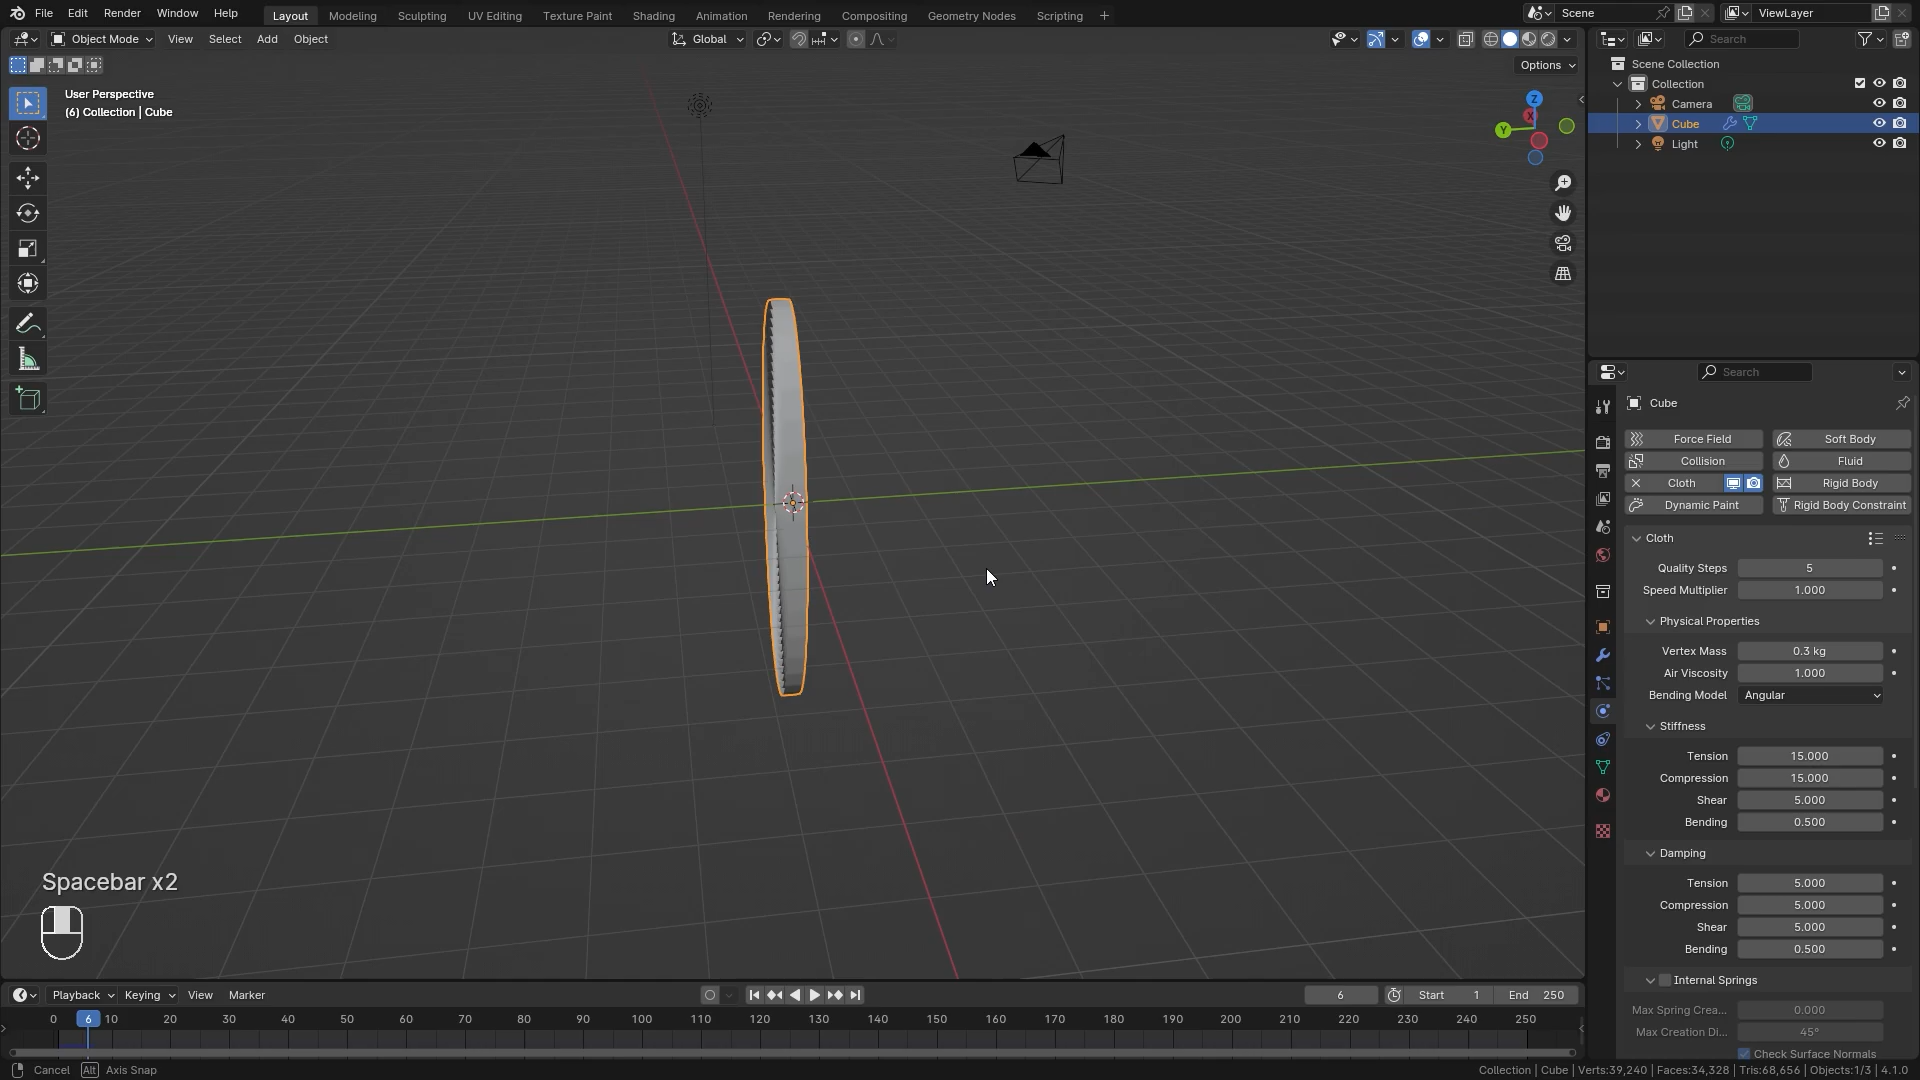 File Edit Render Window Help Layout Modeling Sculpting UV Editing Texture Paint Shading Animation Rendering Compositing Geometry Nodes Scripting + Scene ViewLayer
Object Mode View Select Add Object Global Search
Options
User Perspective
(6) Collection | Cube
Z
X
Y
Scene Collection
Collection
Camera
Cube
Light
Search
Cube
Force Field Soft Body
Collision Fluid
Cloth Rigid Body
Dynamic Paint Rigid Body Constraint
Cloth
Quality Steps 5
Speed Multiplier 1.000
Physical Properties
Vertex Mass 0.3 kg
Air Viscosity 1.000
Bending Model Angular
Stiffness
Tension 15.000
Compression 15.000
Shear 5.000
Bending 0.500
Damping
Tension 5.000
Compression 5.000
Shear 5.000
Bending 0.500
Internal Springs
Max Spring Crea... 0.000
Max Creation Di... 45°
Check Surface Normals
Spacebar x2
Playback Keying View Marker 6 Start 1 End 250
0 6 10 20 30 40 50 60 70 80 90 100 110 120 130 140 150 160 170 180 190 200 210 220 230 240 250
Cancel Alt Axis Snap Collection | Cube | Verts:39,240 | Faces:34,328 | Tris:68,656 | Objects:1/3 | 4.1.0